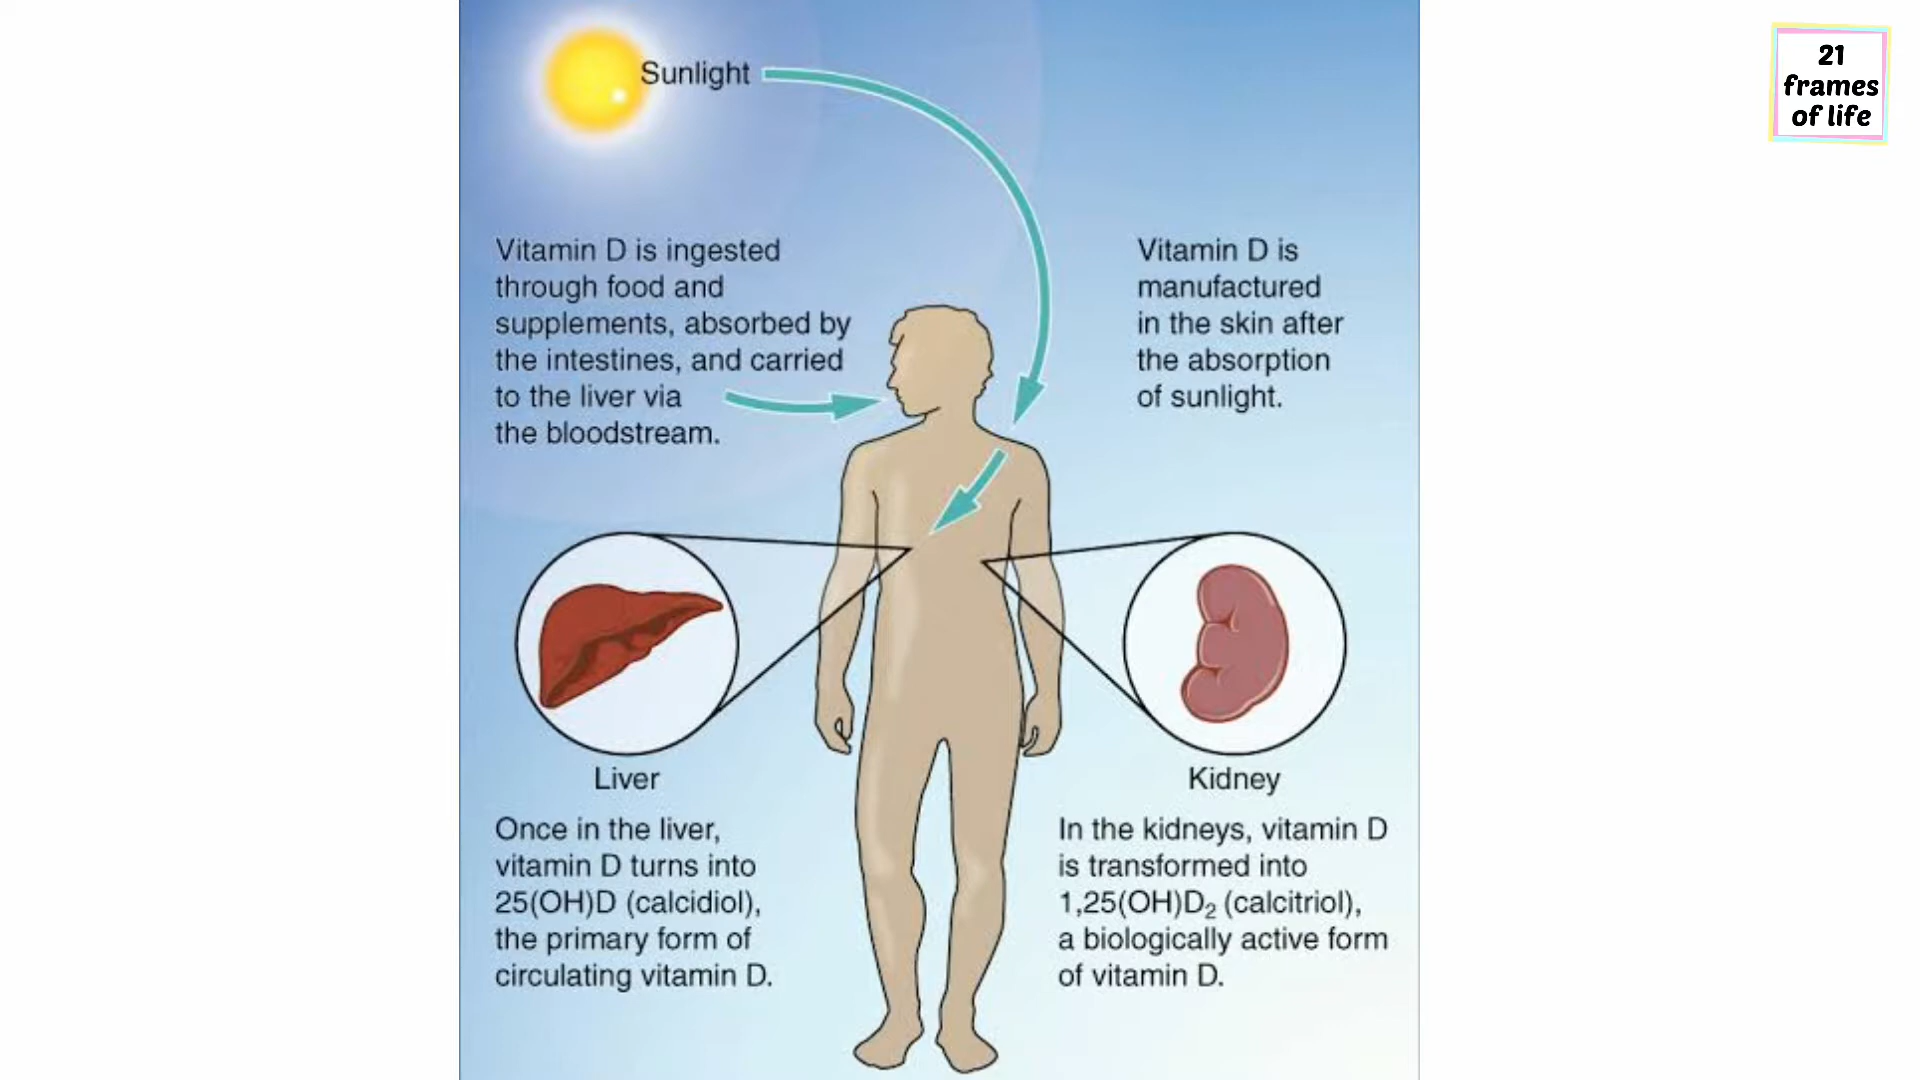 Sunlight
21
frames
of life
Vitamin D is ingested
through food and
supplements, absorbed by
the intestines, and carried
to the liver via
the bloodstream.
Vitamin D is
manufactured
in the skin after
the absorption
of sunlight.
Liver
Once in the liver,
vitamin D turns into
25(OH)D (calcidiol),
the primary form of
circulating vitamin D.
Kidney
In the kidneys, vitamin D
is transformed into
1,25(OH)D₂ (calcitriol),
a biologically active form
of vitamin D.